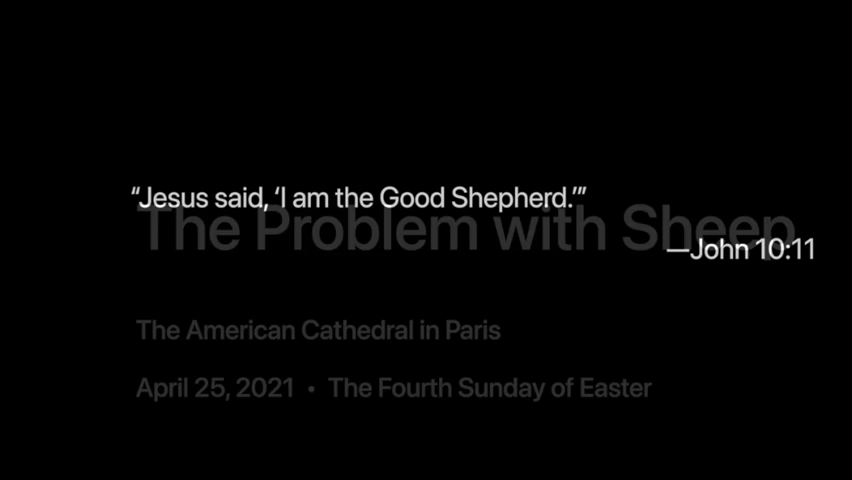 “Jesus said, ‘I am the Good Shepherd.’”
The Problem with Sheep
—John 10:11
The American Cathedral in Paris
April 25, 2021 • The Fourth Sunday of Easter